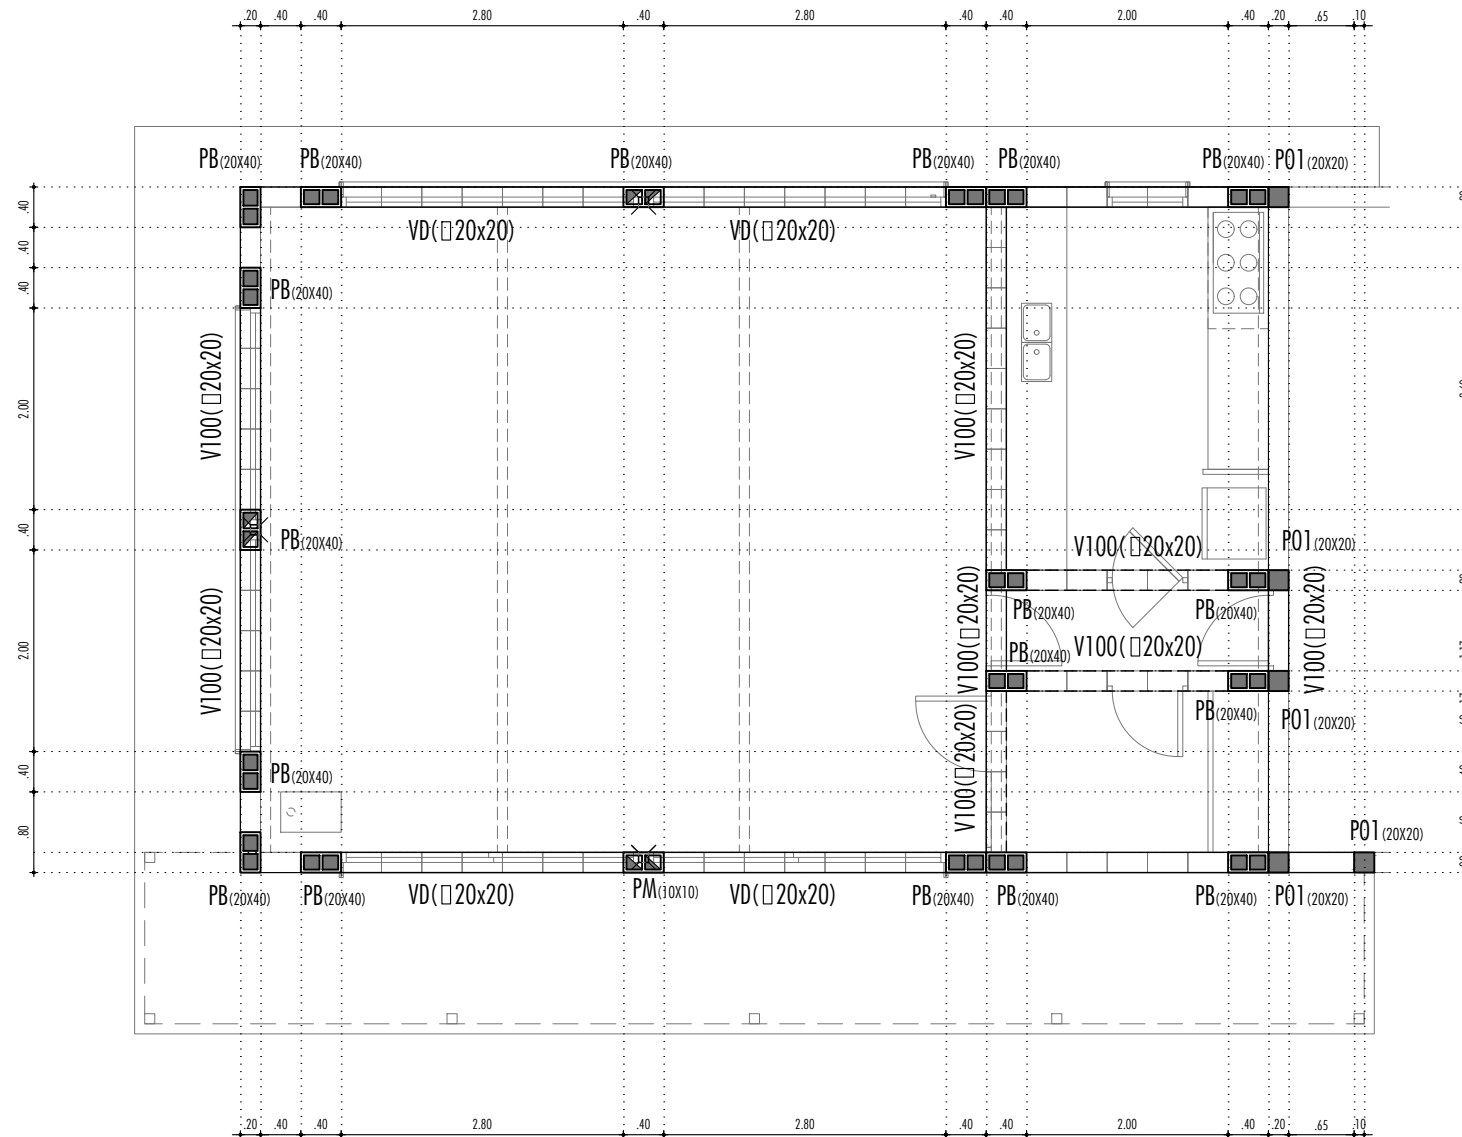 .20 .40 .40 2.80 .40 2.80 .40 .40 2.00 .40 .20 .65 .10
PB(20X40) PB(20X40) PB(20X40) PB(20X40) PB(20X40) PB(20X40) P01(20X20)
.40
VD(□20x20) VD(□20x20)
.40
.40
PB(20X40)
2.00
V100(□20x20) V100(□20x20)
.40
PB(20X40)
V100(□20x20)
P01(20X20)
PB(20X40) PB(20X40)
V100(□20x20)
V100(□20x20)
V100(□20x20)
2.00
V100(□20x20)
PB(20X40)
PB(20X40)
P01(20X20)
V100(□20x20)
.40
PB(20X40)
.80
P01(20X20)
PB(20X40) PB(20X40) VD(□20x20) PM(10X10) VD(□20x20) PB(20X40) PB(20X40) PB(20X40) P01(20X20)
.20 .40 .40 2.80 .40 2.80 .40 .40 2.00 .40 .20 .65 .10